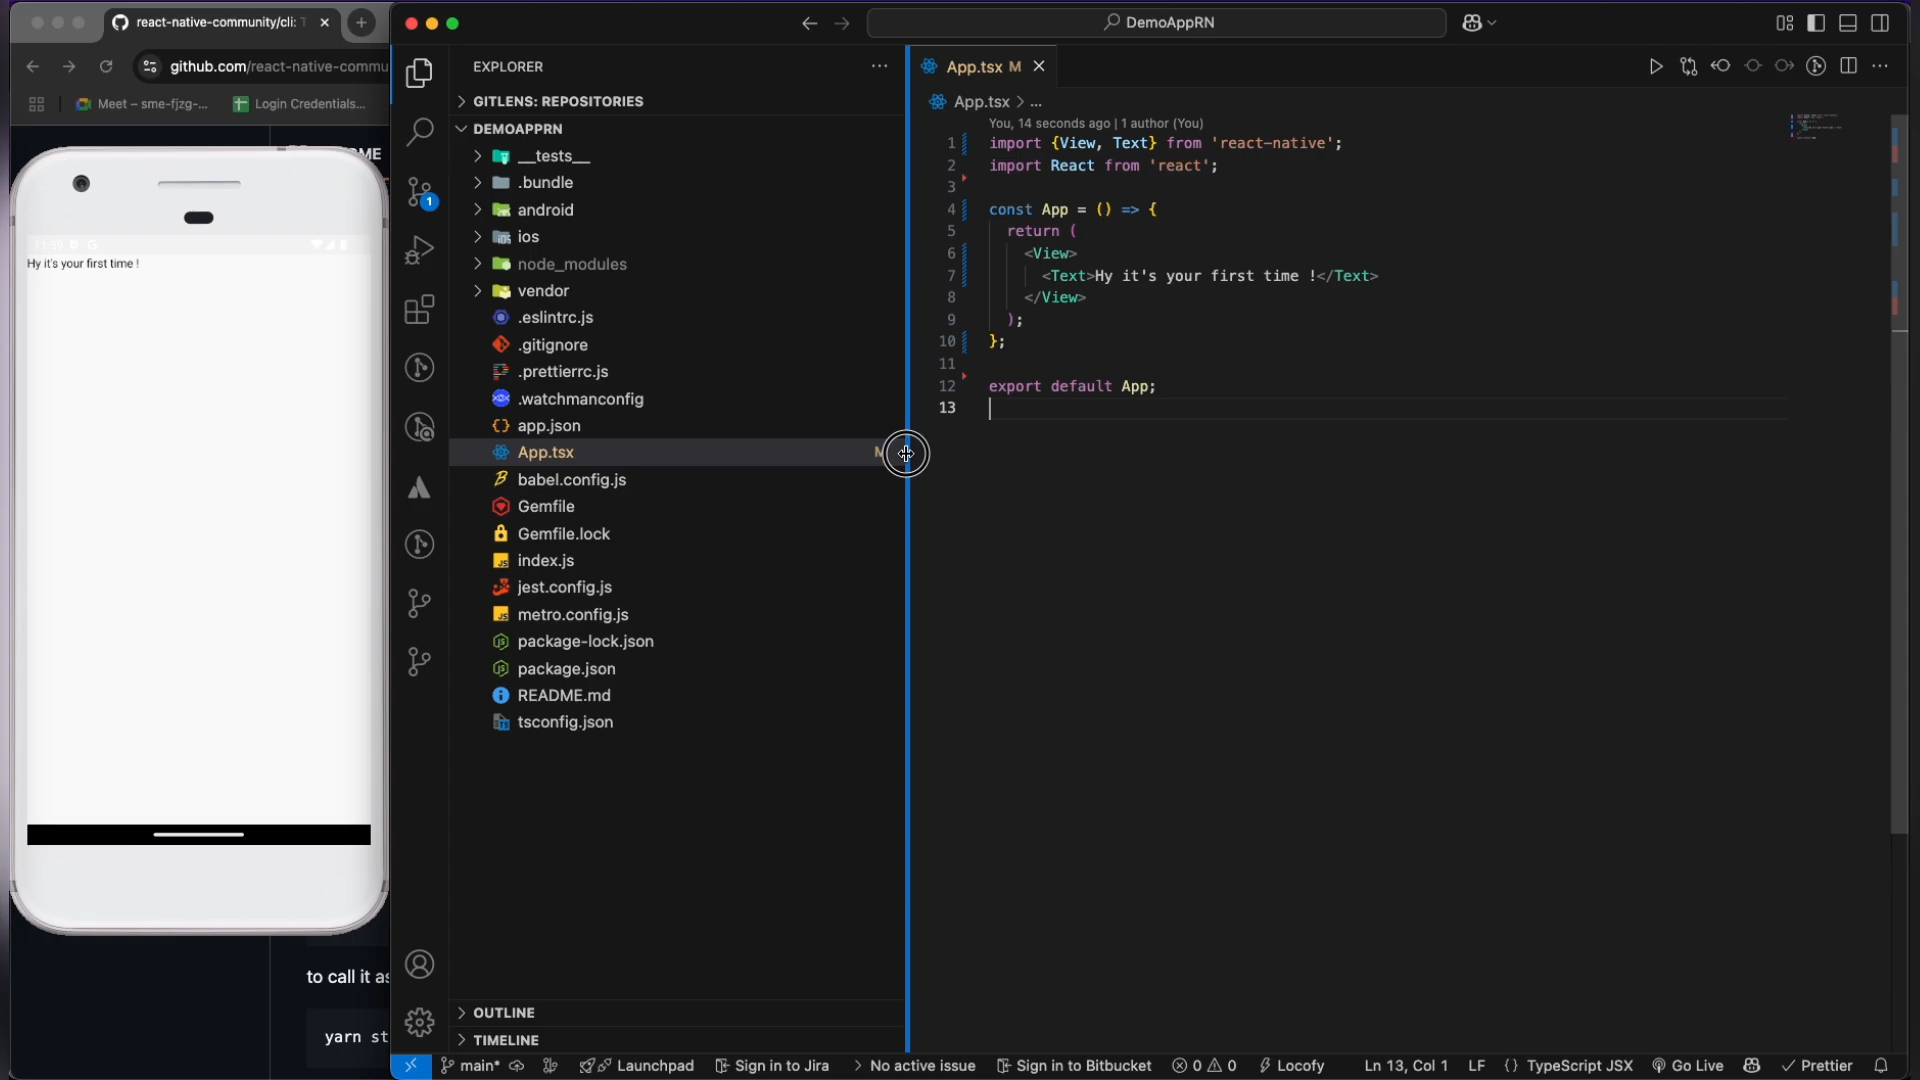 react-native-community/cli: T
github.com/react-native-commu
Meet – sme-fjzg-...
Login Credentials...
ME
11:59
Hy it's your first time !
to call it as
yarn st
DemoAppRN
EXPLORER
GITLENS: REPOSITORIES
DEMOAPPRN
__tests__
.bundle
android
ios
node_modules
vendor
.eslintrc.js
.gitignore
.prettierrc.js
.watchmanconfig
app.json
App.tsx M
babel.config.js
Gemfile
Gemfile.lock
index.js
jest.config.js
metro.config.js
package-lock.json
package.json
README.md
tsconfig.json
OUTLINE
TIMELINE
1
App.tsx M
App.tsx > ...
You, 14 seconds ago | 1 author (You)
1 import {View, Text} from 'react-native';
2 import React from 'react';
3
4 const App = () => {
5 return (
6 <View>
7 <Text>Hy it's your first time !</Text>
8 </View>
9 );
10 };
11
12 export default App;
13
main* Launchpad Sign in to Jira > No active issue Sign in to Bitbucket 0 0 Locofy Ln 13, Col 1 LF {} TypeScript JSX Go Live Prettier